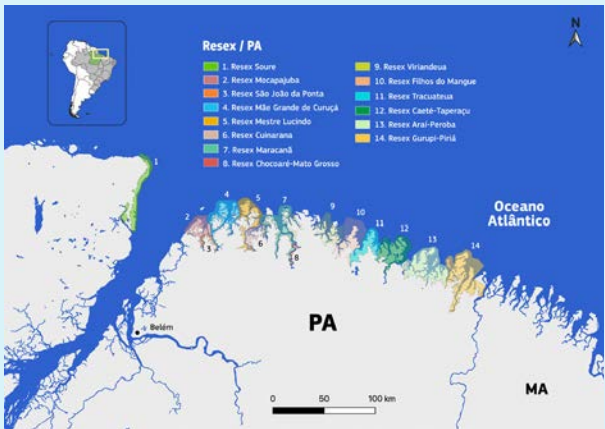 N
Resex / PA
1. Resex Soure
2. Resex Mocapajuba
3. Resex São João da Ponta
4. Resex Mãe Grande de Curuçá
5. Resex Mestre Lucindo
6. Resex Cuinarana
7. Resex Maracanã
8. Resex Chocoaré-Mato Grosso
9. Resex Viriandeua
10. Resex Filhos do Mangue
11. Resex Tracuateua
12. Resex Caeté-Taperaçu
13. Resex Araí-Peroba
14. Resex Gurupi-Piriá
1
Oceano
Atlântico
2
3
4
5
6
7
8
9
10
11
12
13
14
Belém
PA
MA
0 50 100 km